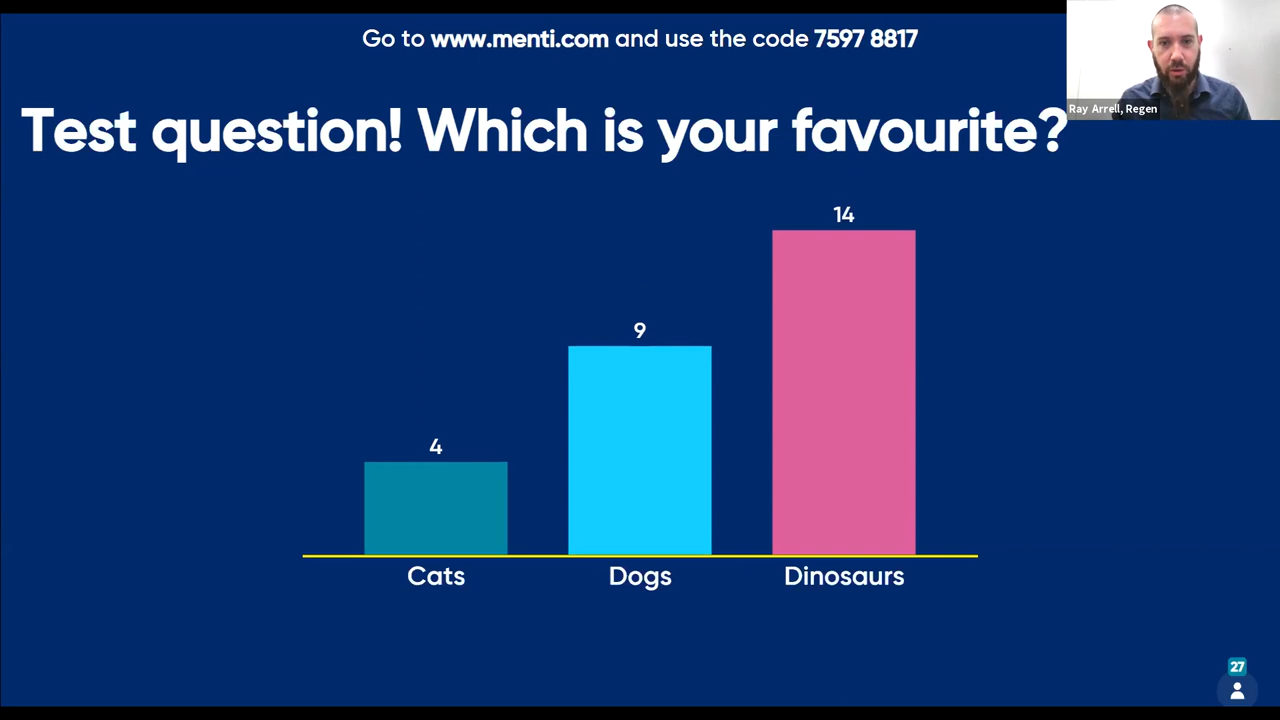 Go to www.menti.com and use the code 7597 8817
Ray Arrell, Regen
Test question! Which is your favourite?
14
9
4
Cats Dogs Dinosaurs
27